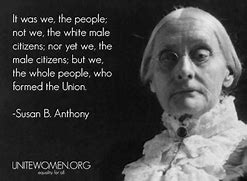 It was we, the people;
not we, the white male
citizens; nor yet we, the
male citizens; but we,
the whole people, who
formed the Union.
-Susan B. Anthony
UNITEWOMEN.ORG
equality for all